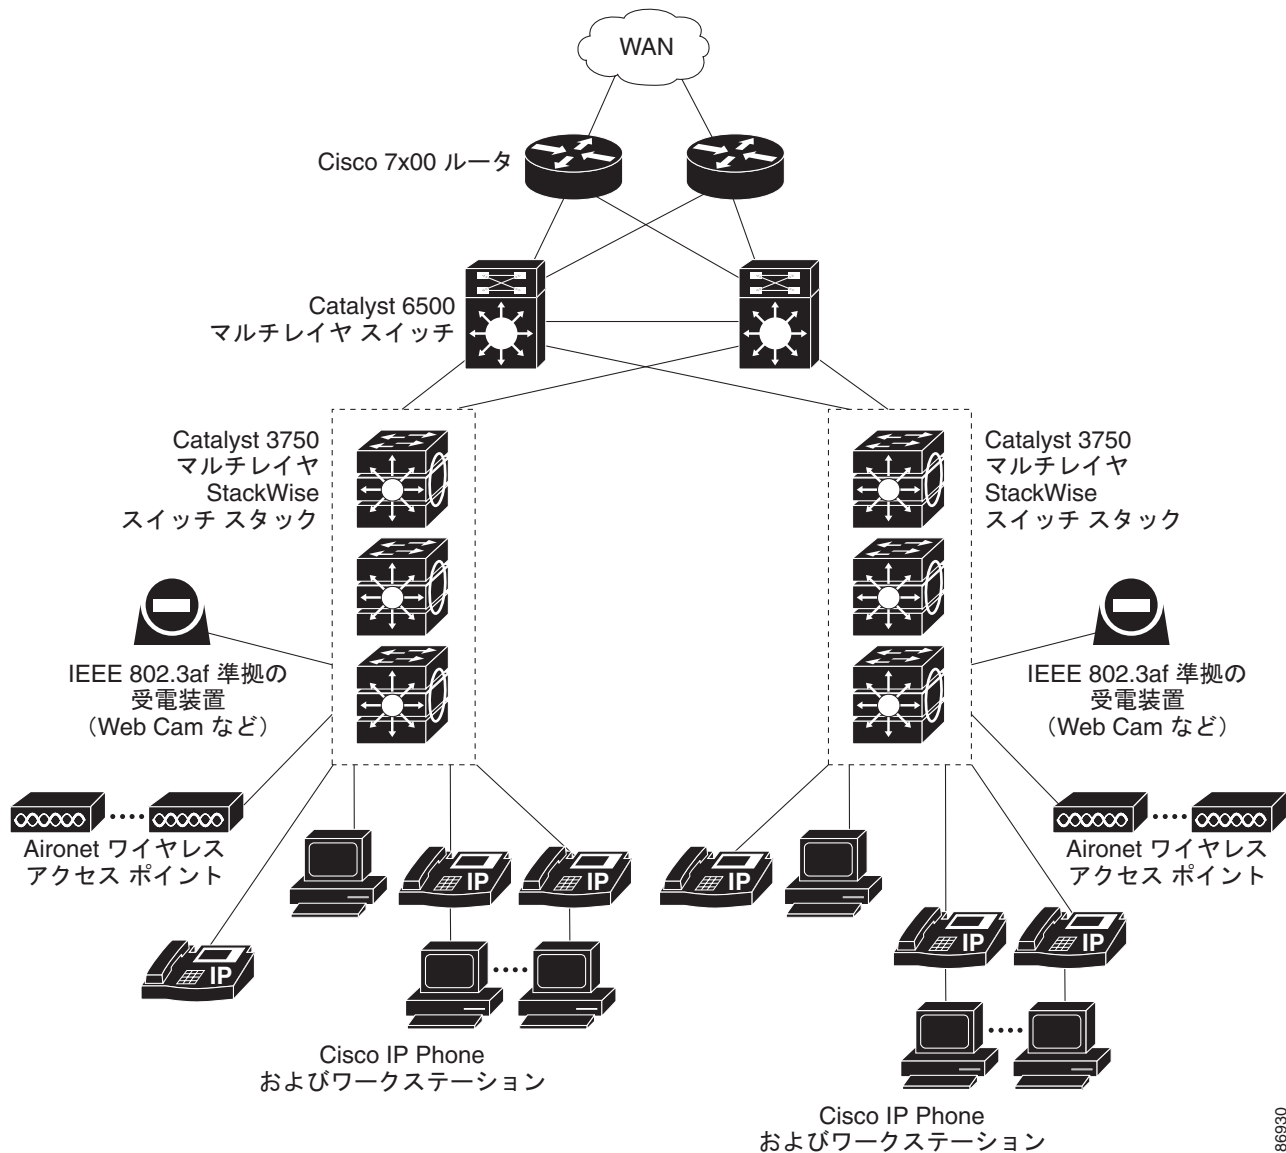 WAN
Cisco 7x00 ルータ
Catalyst 6500
マルチレイヤ スイッチ
Catalyst 3750
マルチレイヤ
StackWise
スイッチ スタック
Catalyst 3750
マルチレイヤ
StackWise
スイッチ スタック
IEEE 802.3af 準拠の
受電装置
（Web Cam など）
IEEE 802.3af 準拠の
受電装置
（Web Cam など）
Aironet ワイヤレス
アクセス ポイント
Aironet ワイヤレス
アクセス ポイント
IP
IP
IP
IP
IP
IP
Cisco IP Phone
およびワークステーション
Cisco IP Phone
およびワークステーション
86930